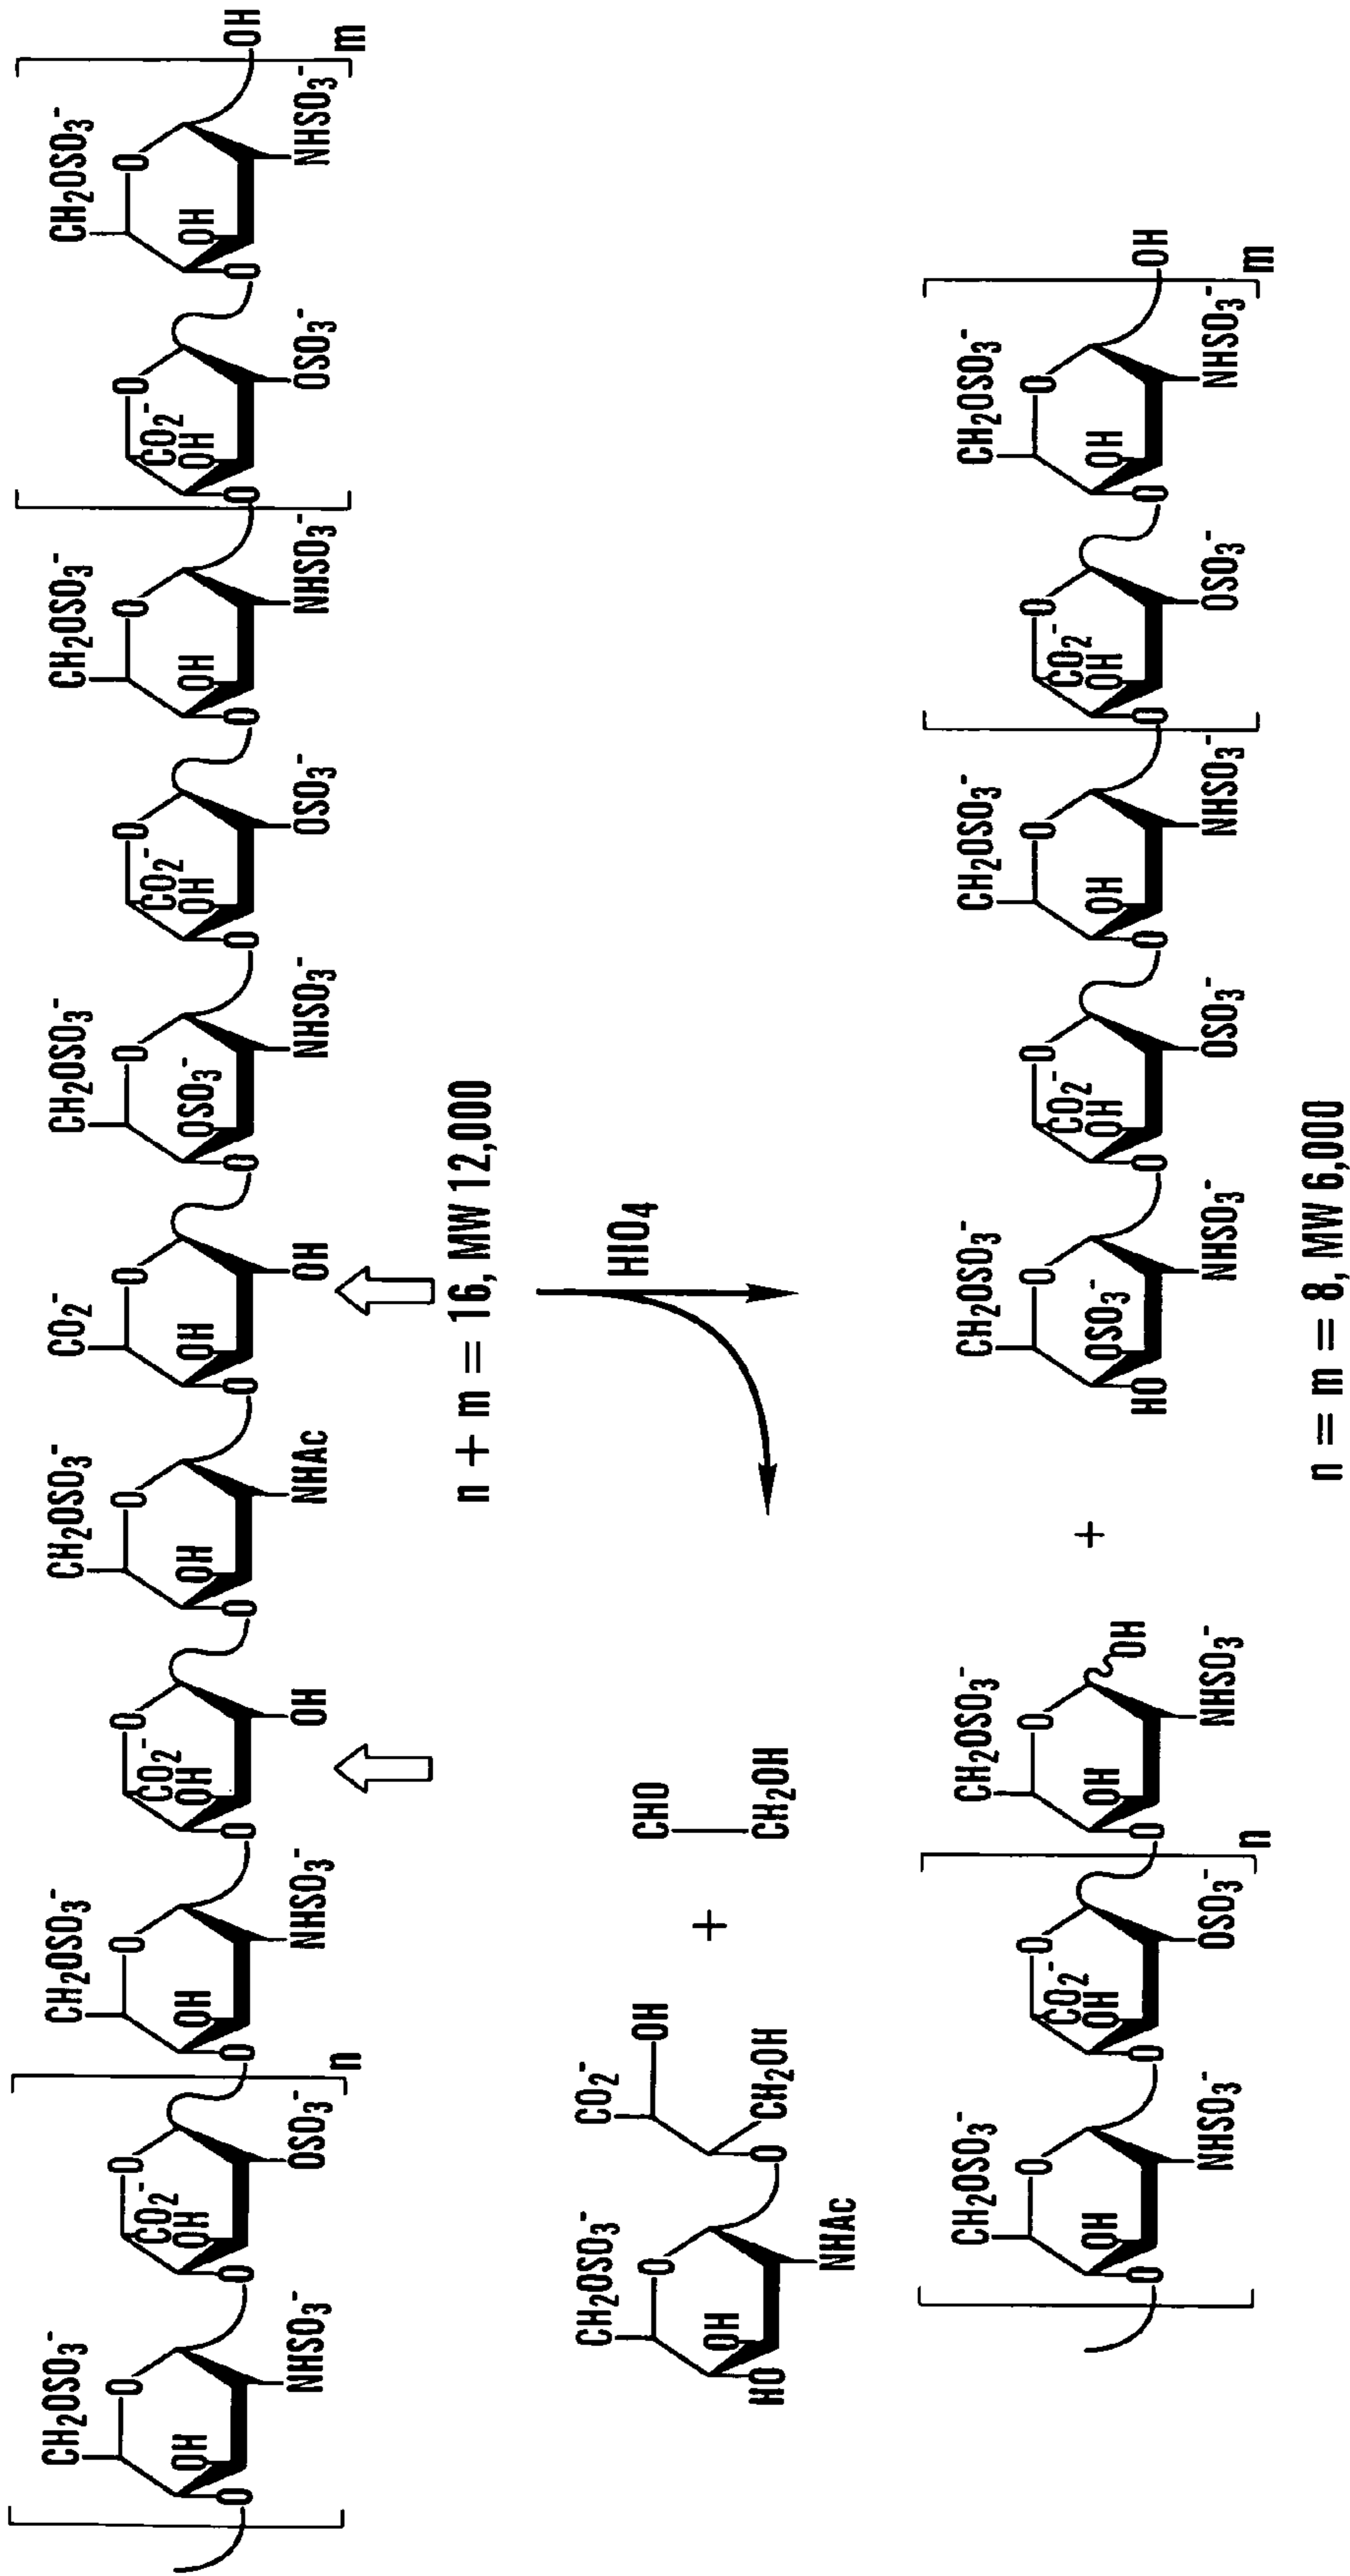 CH₂OSO₃⁻ CH₂OSO₃⁻ CH₂OSO₃⁻ CO₂⁻ CH₂OSO₃⁻ CH₂OSO₃⁻ CH₂OSO₃⁻
O O O O O O O O O O O
CO₂⁻ CO₂⁻ CO₂⁻ CO₂⁻
OH OH OH OH OH OH OSO₃⁻ OH OH OH OH
O O O O O O O O O O O OH
NHSO₃⁻ OSO₃⁻ NHSO₃⁻ OH NHAc OH NHSO₃⁻ OSO₃⁻ NHSO₃⁻ OSO₃⁻ NHSO₃⁻
n m
n + m = 16, MW 12,000
HIO₄
CH₂OSO₃⁻ CO₂⁻
O OH CHO
+
OH
HO O CH₂OH CH₂OH
NHAc
CH₂OSO₃⁻ CH₂OSO₃⁻ CH₂OSO₃⁻ CH₂OSO₃⁻ CH₂OSO₃⁻
O O O O O O O O
CO₂⁻ + CO₂⁻ CO₂⁻
OH OH OH OSO₃⁻ OH OH OH OH
O O O OH HO O O O O OH
NHSO₃⁻ OSO₃⁻ NHSO₃⁻ NHSO₃⁻ OSO₃⁻ NHSO₃⁻ OSO₃⁻ NHSO₃⁻
n m
n = m = 8, MW 6,000